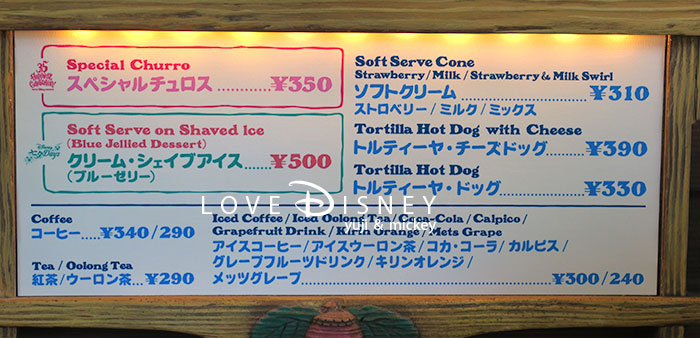 35
Special Churro
スペシャルチュロス............¥350
Soft Serve on Shaved Ice
(Blue Jellied Dessert)
クリーム・シェイブアイス......¥500
(ブルーゼリー)
Soft Serve Cone
Strawberry / Milk / Strawberry & Milk Swirl
ソフトクリーム..................¥310
ストロベリー / ミルク / ミックス
Tortilla Hot Dog with Cheese
トルティーヤ・チーズドッグ......¥390
Tortilla Hot Dog
トルティーヤ・ドッグ............¥330
LOVE DISNEY
yuji & mickey
Coffee
コーヒー.....¥340/290
Tea / Oolong Tea
紅茶/ウーロン茶...¥290
Iced Coffee / Iced Oolong Tea / Coca-Cola / Calpico /
Grapefruit Drink / Kirin Orange / Mets Grape
アイスコーヒー/アイスウーロン茶/コカ・コーラ/カルピス/
グレープフルーツドリンク/キリンオレンジ/
メッツグレープ..........................................¥300/240